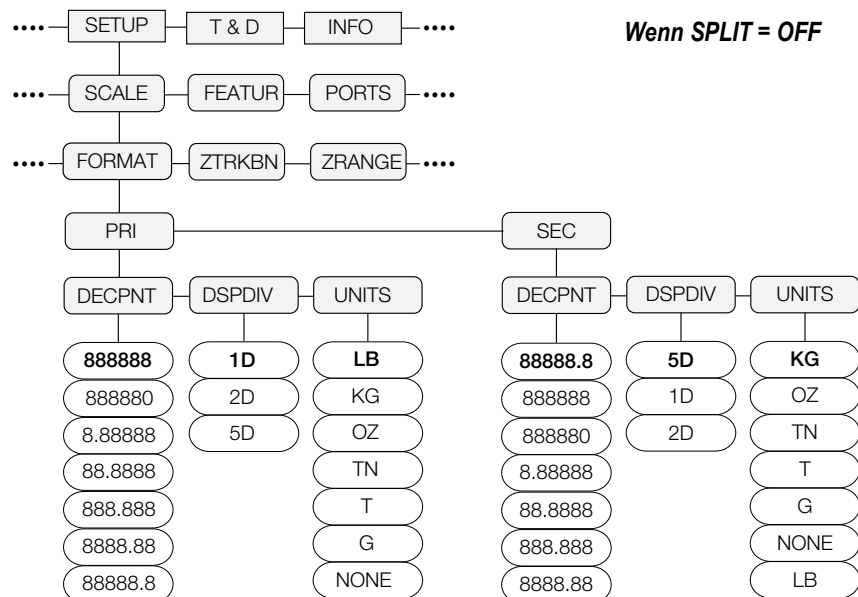 •••• SETUP T & D INFO •••• Wenn SPLIT = OFF
•••• SCALE FEATUR PORTS ••••
•••• FORMAT ZTRKBN ZRANGE ••••
PRI SEC
DECPNT DSPDIV UNITS DECPNT DSPDIV UNITS
888888 1D LB 88888.8 5D KG
888880 2D KG 888888 1D OZ
8.88888 5D OZ 888880 2D TN
88.8888 TN 8.88888 T
888.888 T 88.8888 G
8888.88 G 888.888 NONE
88888.8 NONE 8888.88 LB